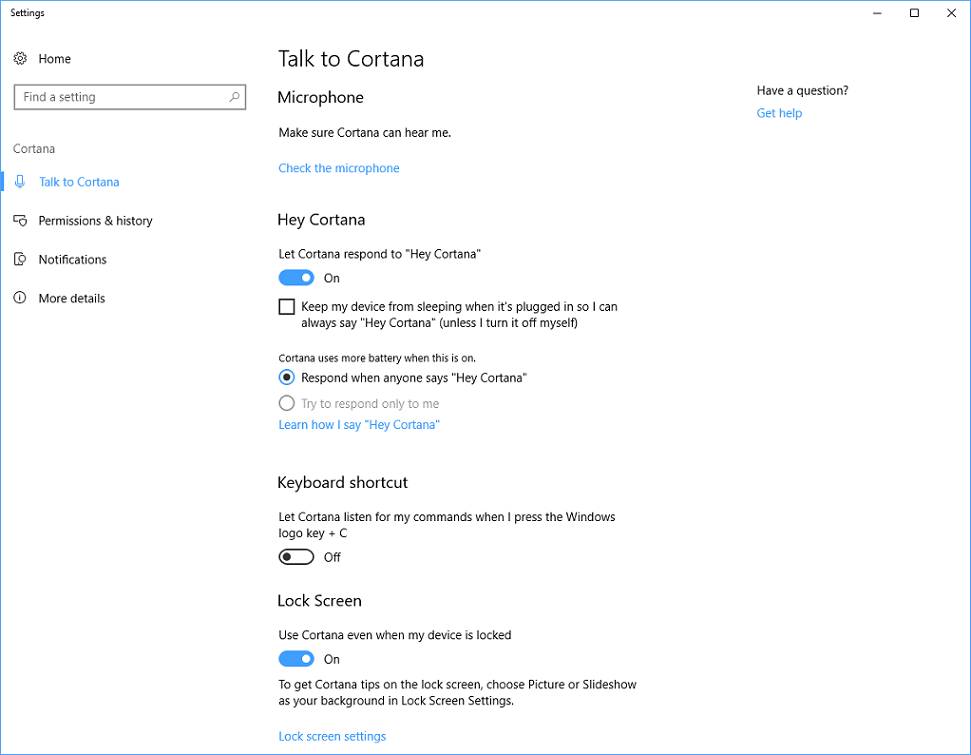 Settings
Home
Find a setting
Cortana
Talk to Cortana
Permissions & history
Notifications
More details
Talk to Cortana
Microphone
Make sure Cortana can hear me.
Check the microphone
Hey Cortana
Let Cortana respond to "Hey Cortana"
On
Keep my device from sleeping when it's plugged in so I can
always say "Hey Cortana" (unless I turn it off myself)
Cortana uses more battery when this is on.
Respond when anyone says "Hey Cortana"
Try to respond only to me
Learn how I say "Hey Cortana"
Keyboard shortcut
Let Cortana listen for my commands when I press the Windows
logo key + C
Off
Lock Screen
Use Cortana even when my device is locked
On
To get Cortana tips on the lock screen, choose Picture or Slideshow
as your background in Lock Screen Settings.
Lock screen settings
Have a question?
Get help